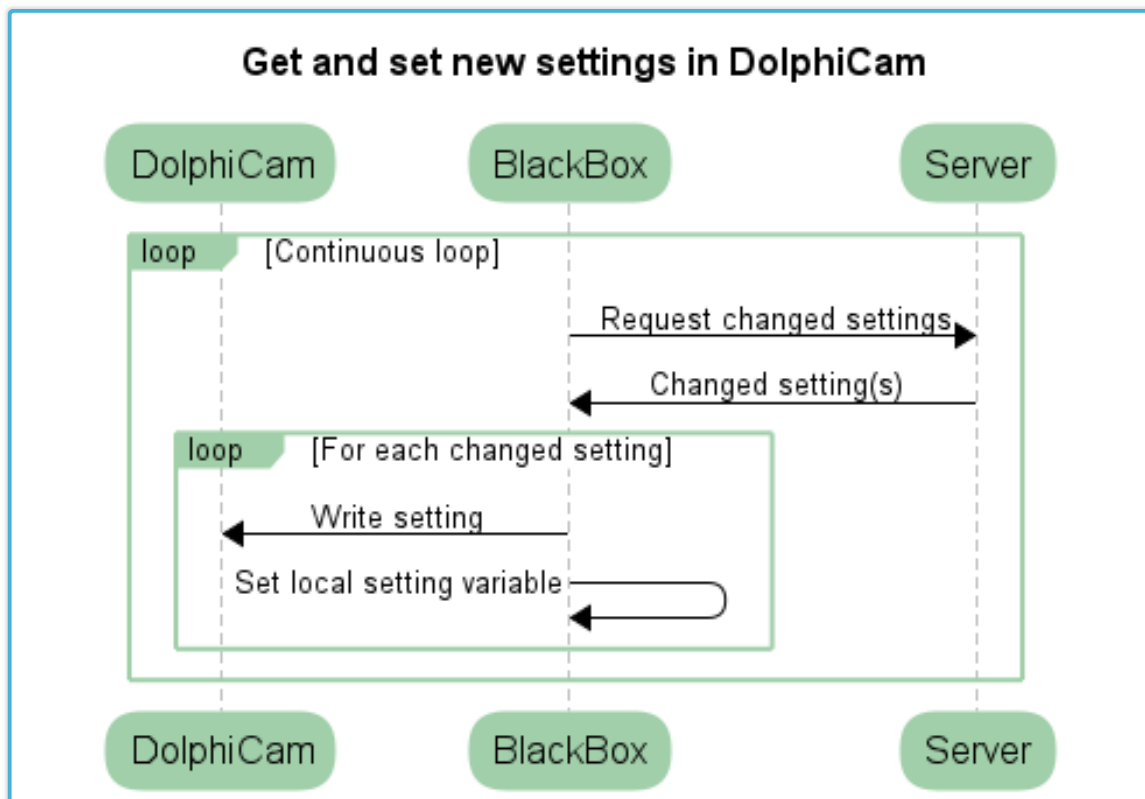 Get and set new settings in DolphiCam
DolphiCam BlackBox Server
loop [Continuous loop]
Request changed settings
Changed setting(s)
loop [For each changed setting]
Write setting
Set local setting variable
DolphiCam BlackBox Server